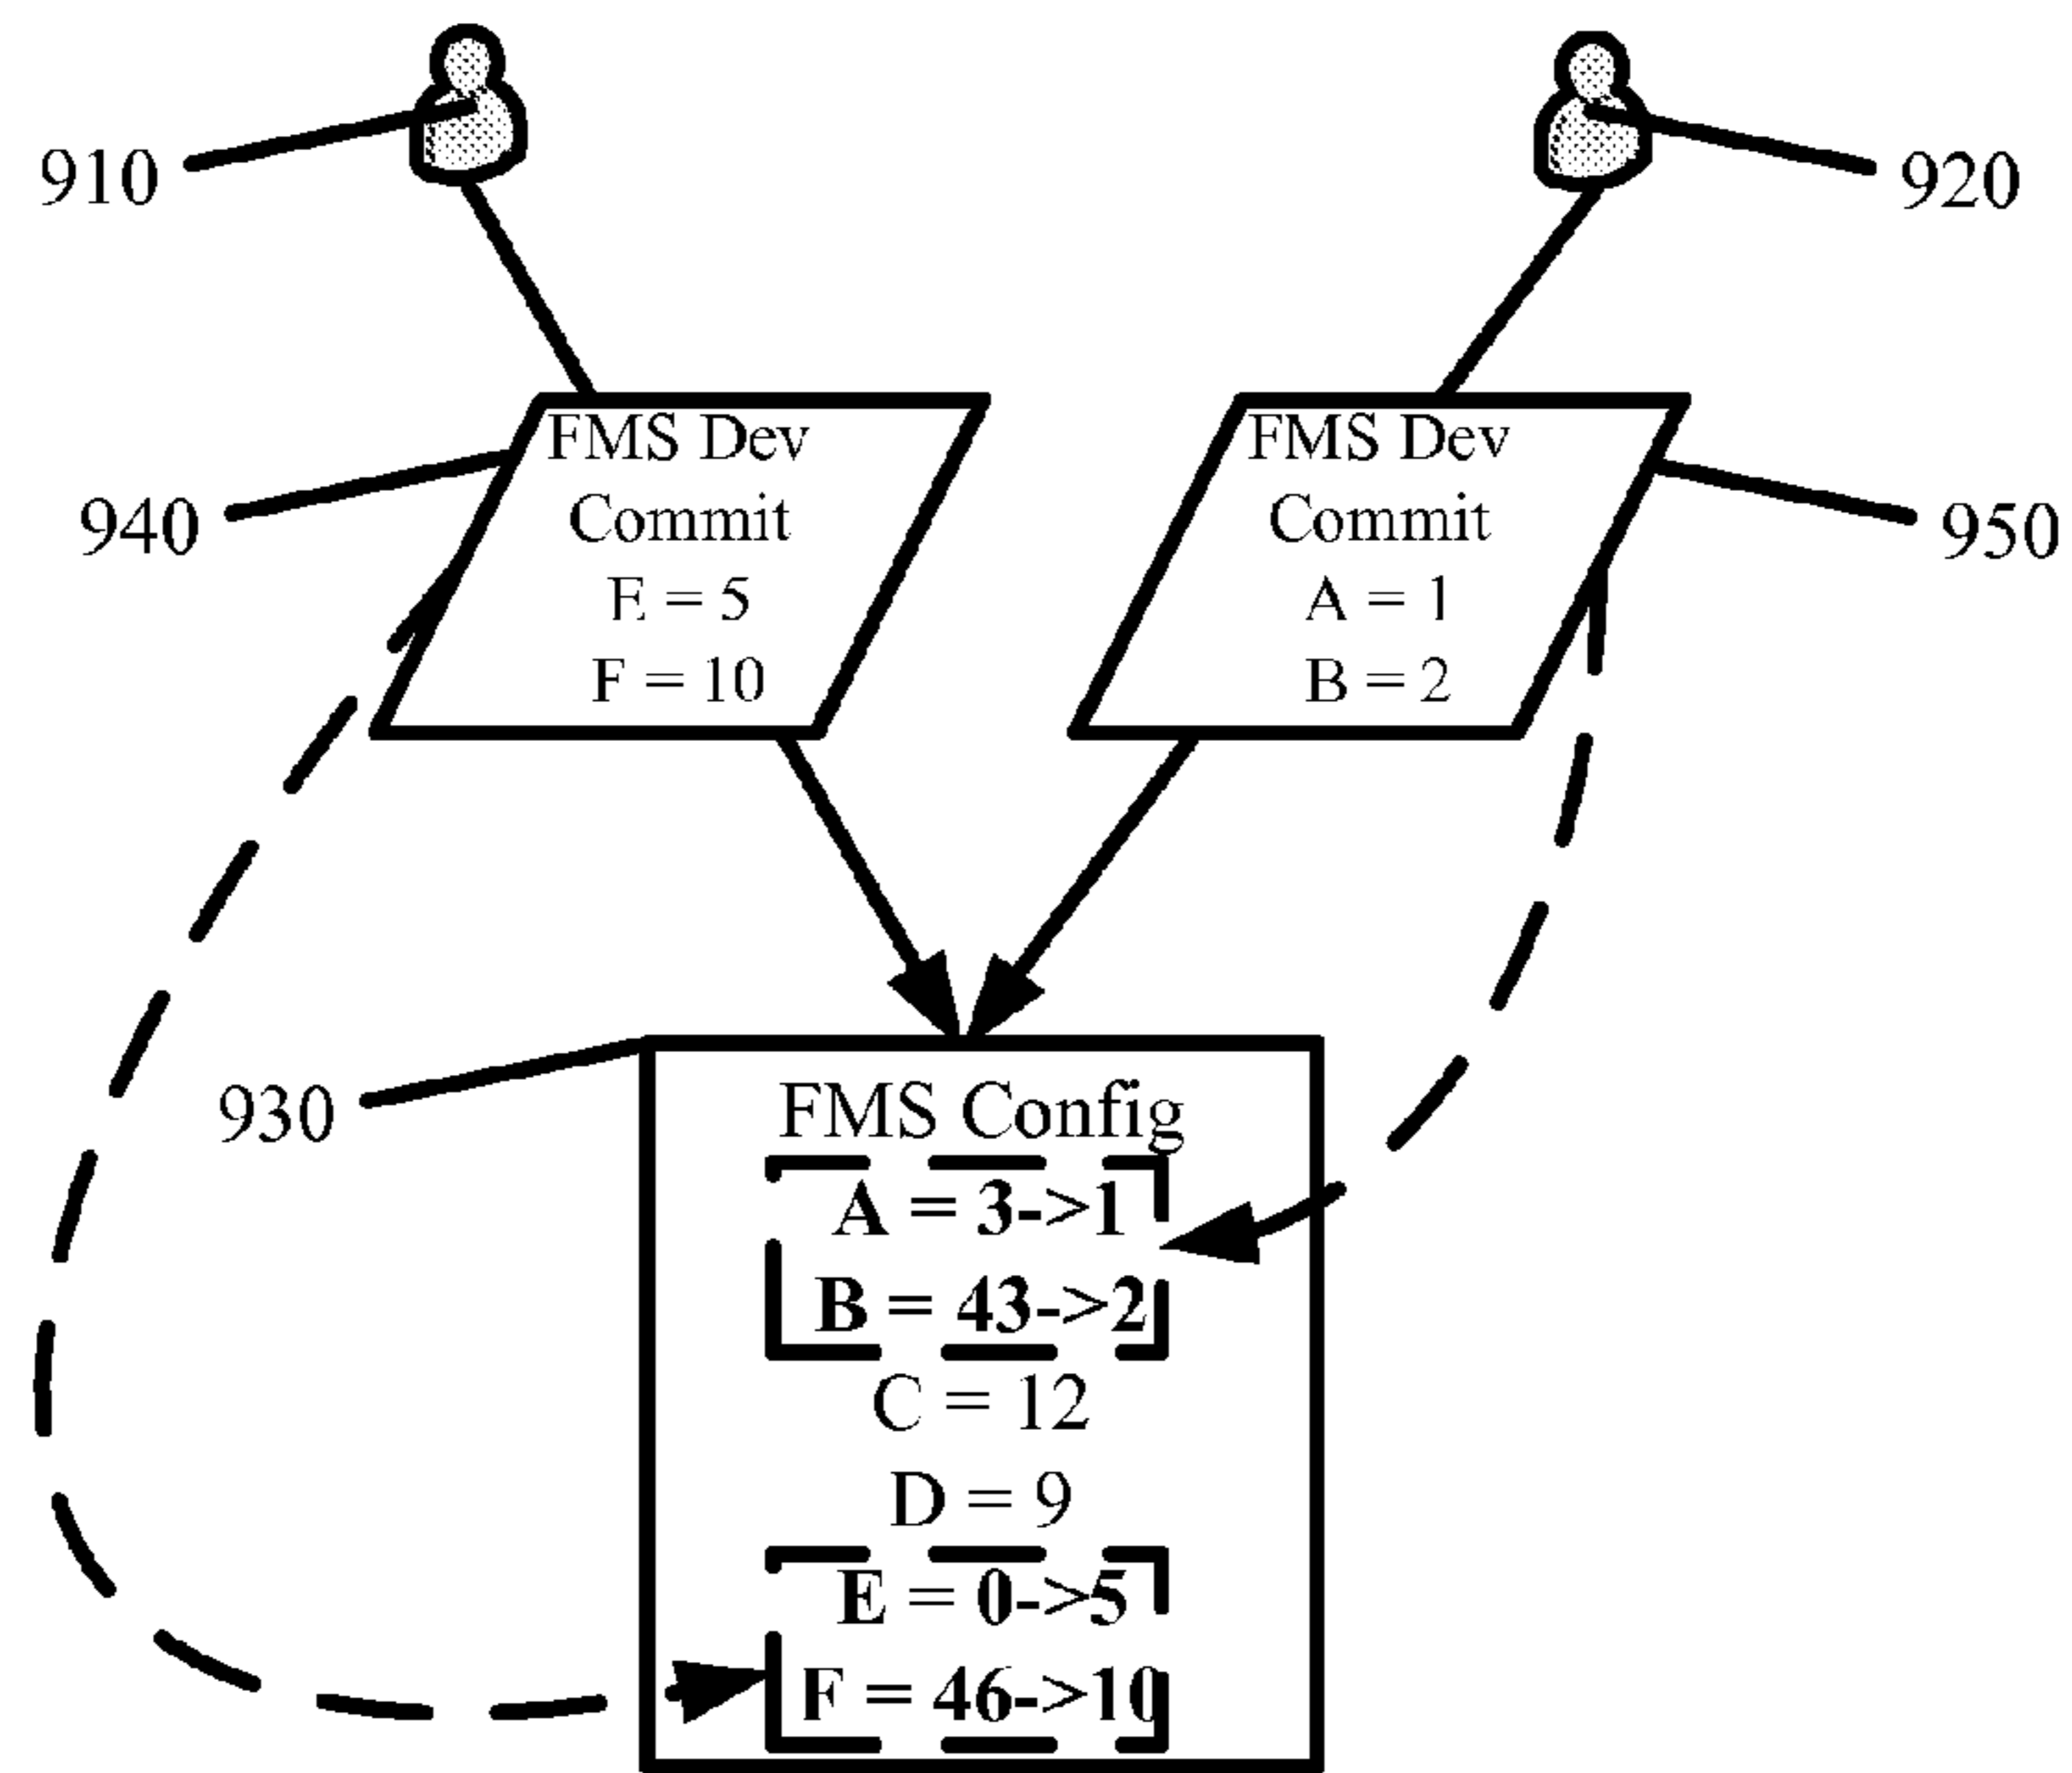 910
920
FMS Dev
Commit
E = 5
F = 10
940
FMS Dev
Commit
A = 1
B = 2
950
930
FMS Config
A = 3->1
B = 43->2
C = 12
D = 9
E = 0->5
F = 46->10